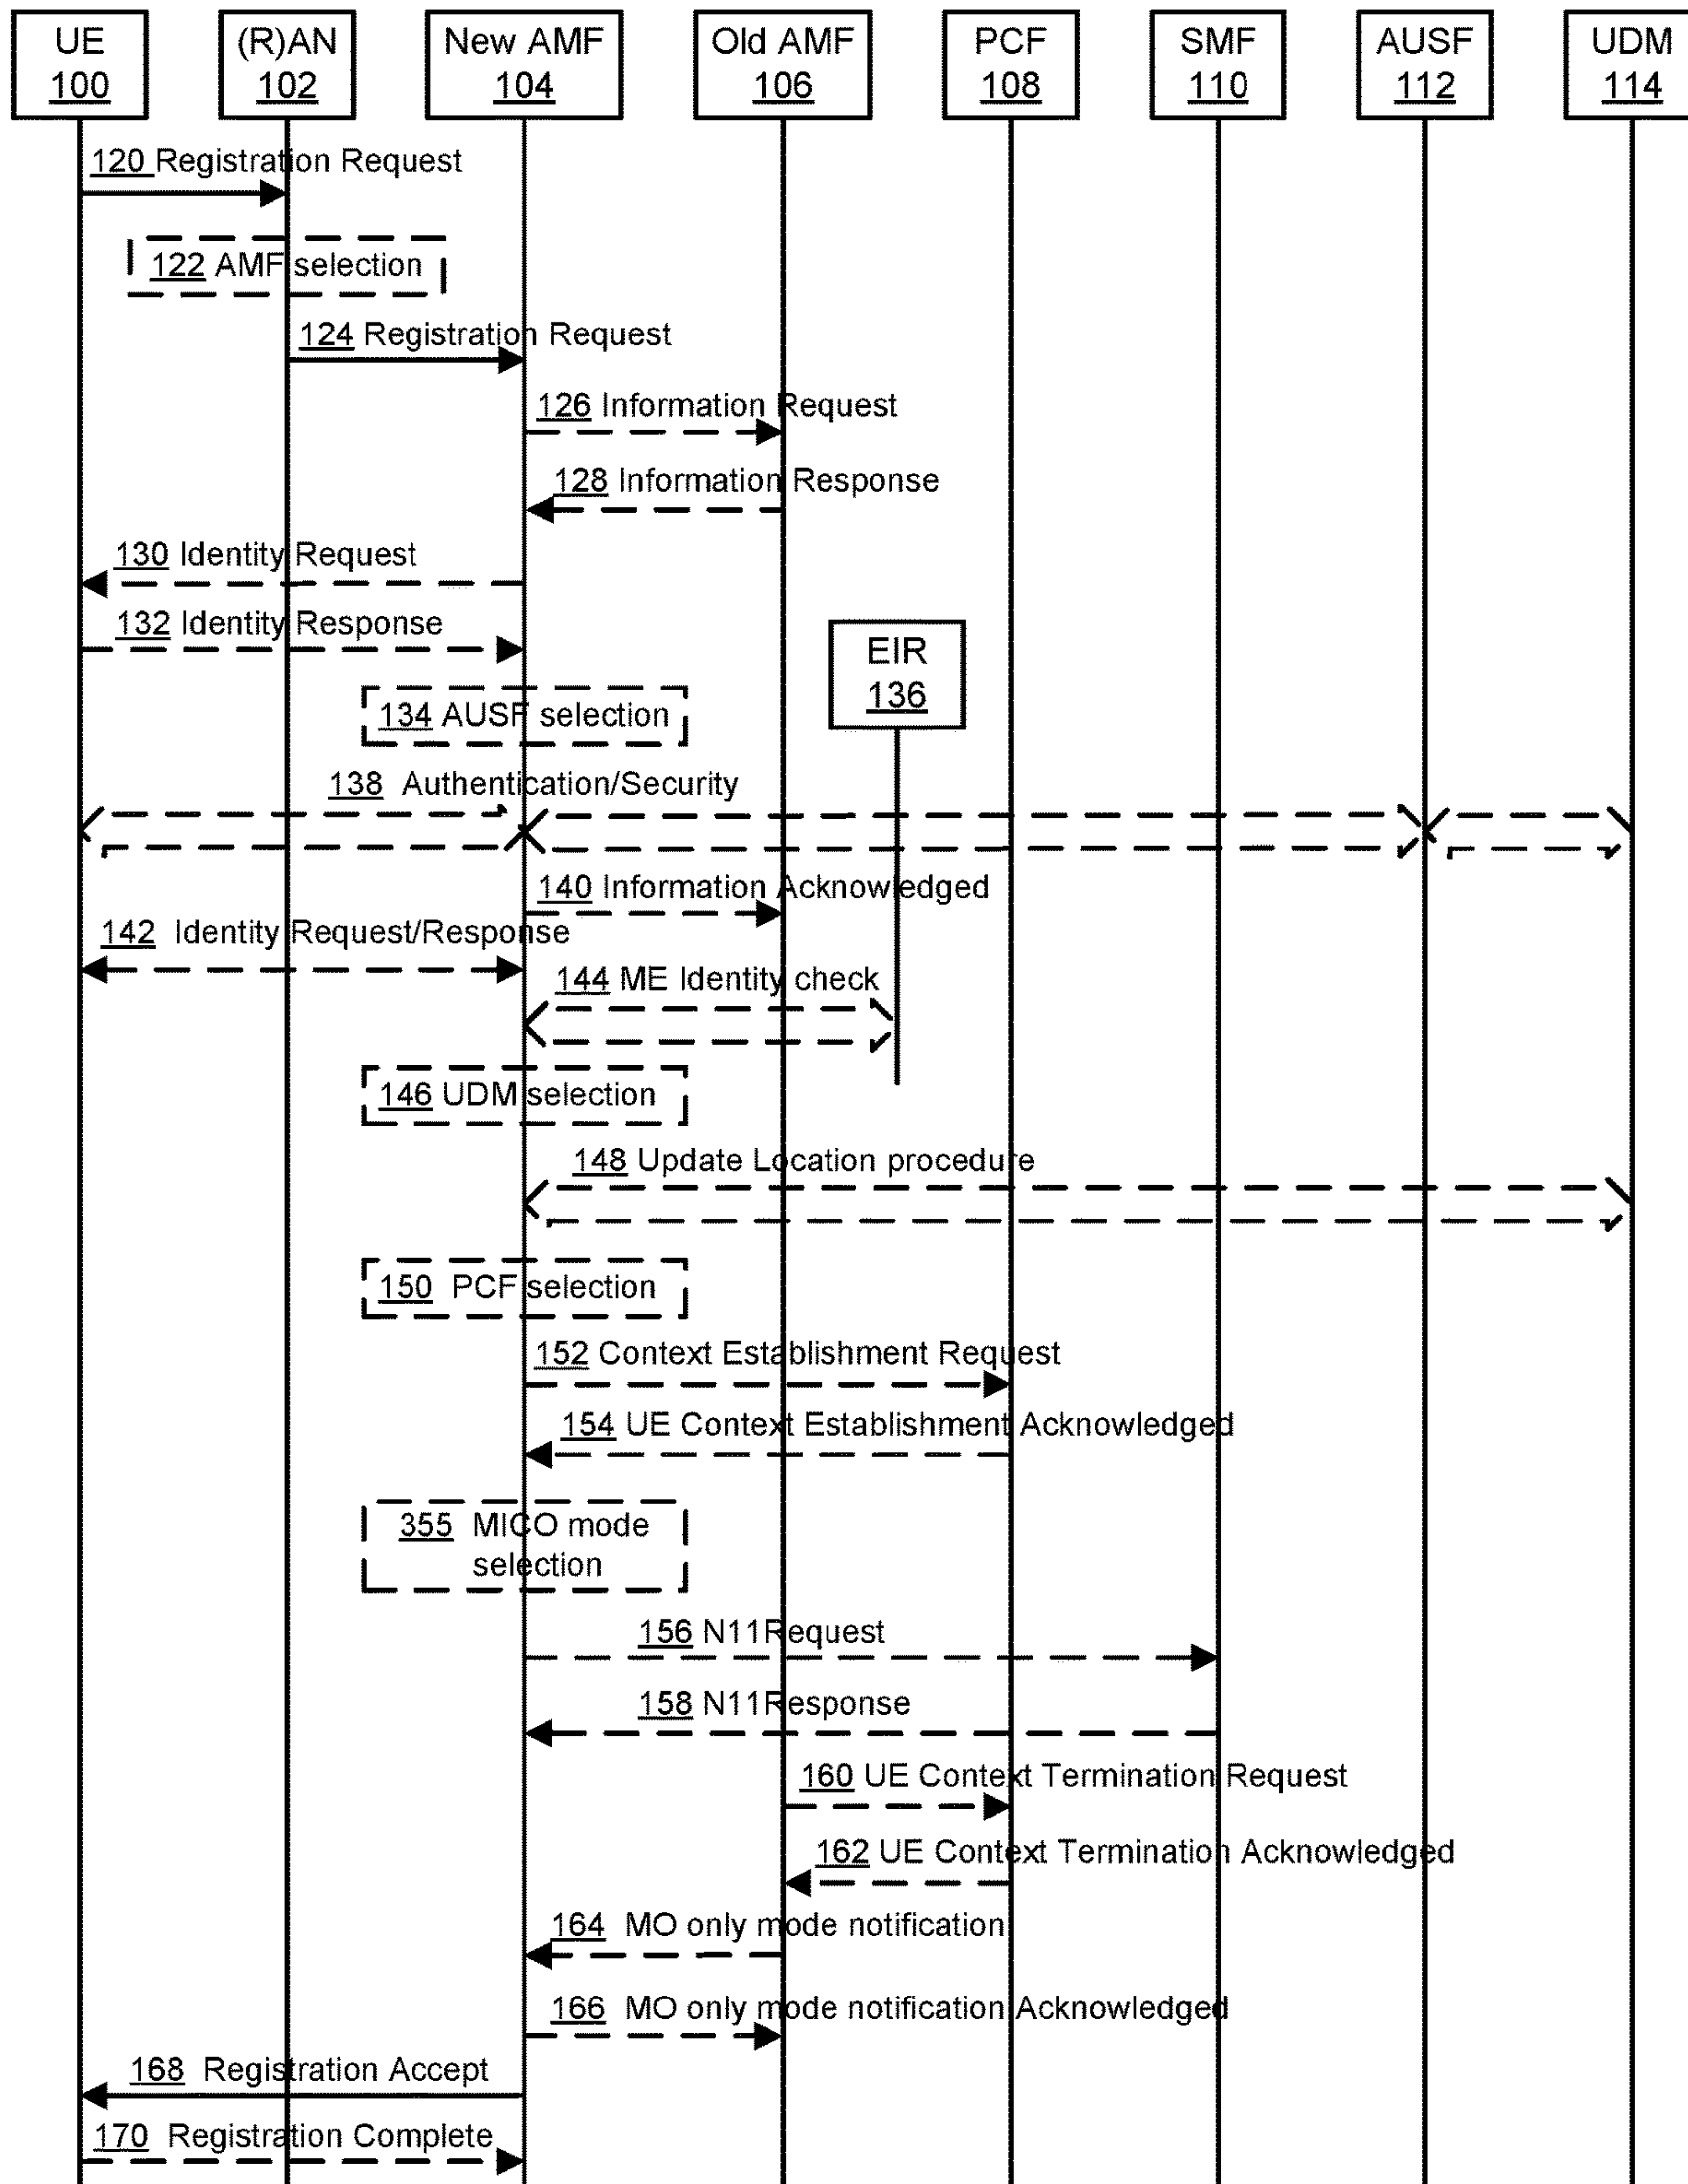 UE
100
(R)AN
102
New AMF
104
Old AMF
106
PCF
108
SMF
110
AUSF
112
UDM
114
120 Registration Request
122 AMF selection
124 Registration Request
126 Information Request
128 Information Response
130 Identity Request
132 Identity Response
EIR
136
134 AUSF selection
138 Authentication/Security
140 Information Acknowledged
142 Identity Request/Response
144 ME Identity check
146 UDM selection
148 Update Location procedure
150 PCF selection
152 Context Establishment Request
154 UE Context Establishment Acknowledged
355 MICO mode
selection
156 N11Request
158 N11Response
160 UE Context Termination Request
162 UE Context Termination Acknowledged
164 MO only mode notification
166 MO only mode notification Acknowledged
168 Registration Accept
170 Registration Complete